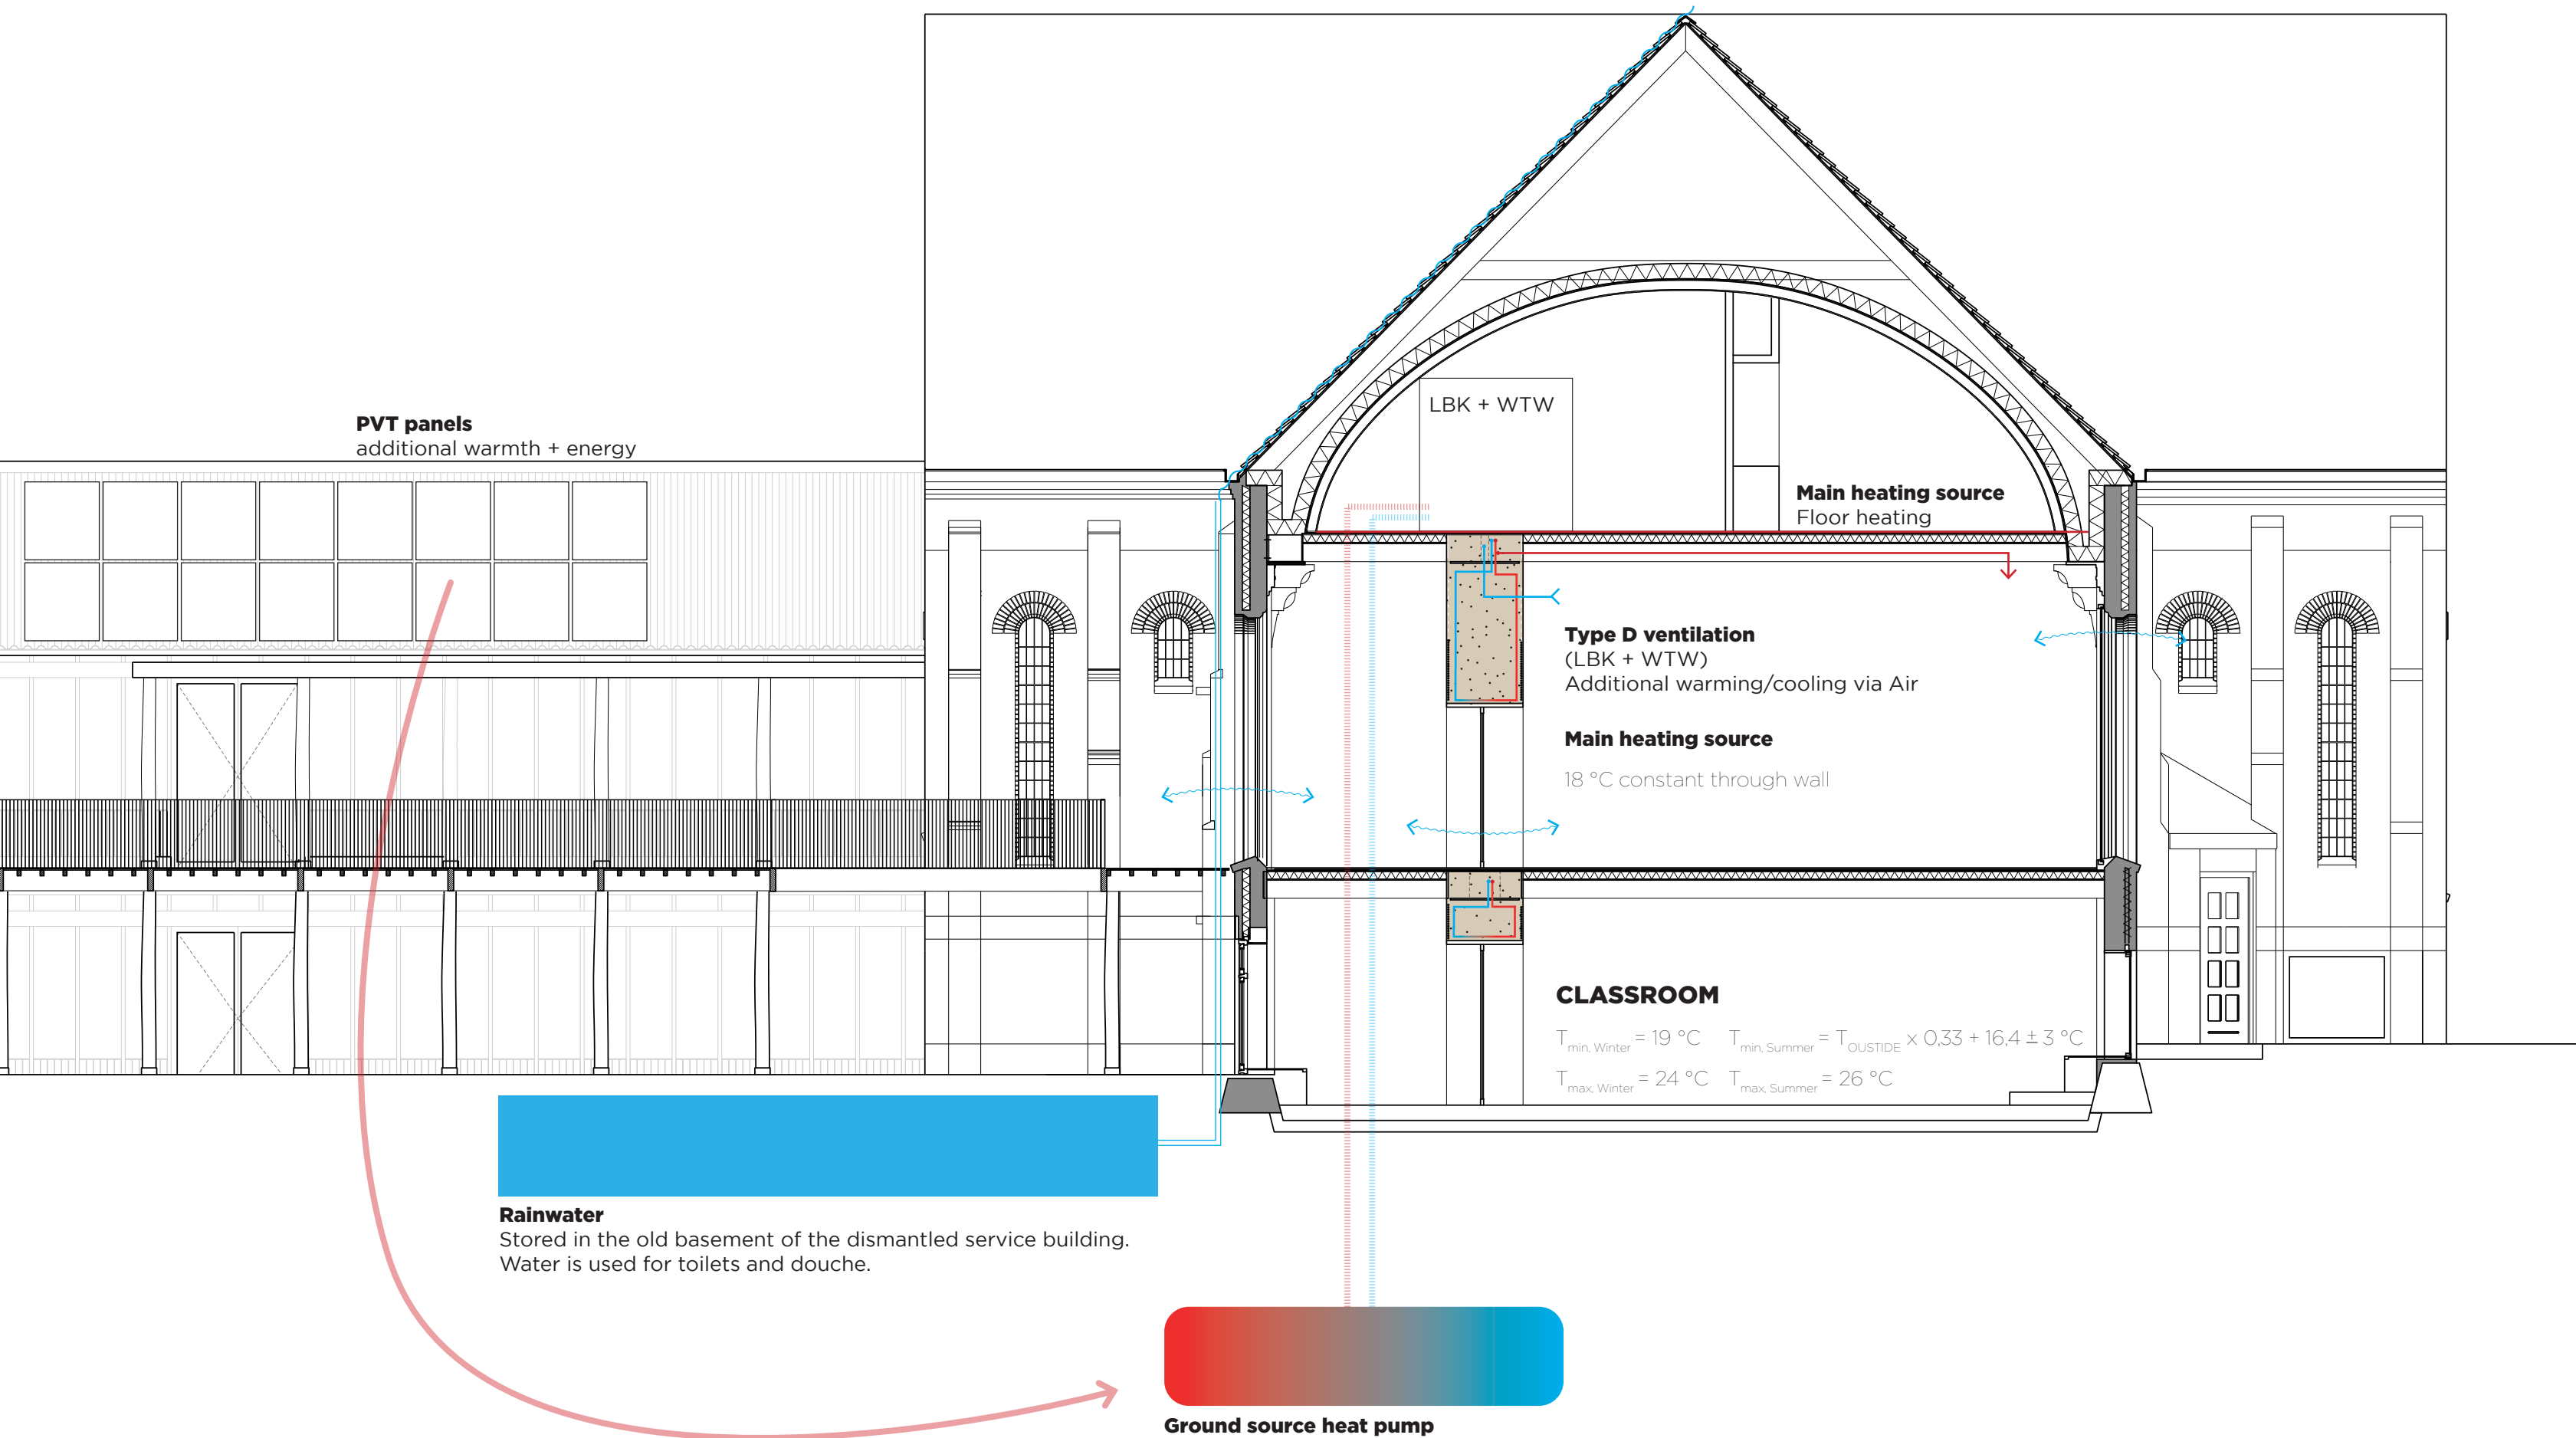 PVT panels
additional warmth + energy
LBK + WTW
Main heating source
Floor heating
Type D ventilation
(LBK + WTW)
Additional warming/cooling via Air
Main heating source
18 °C constant through wall
CLASSROOM
Tmin, Winter = 19 °C Tmin, Summer = TOUSTIDE x 0,33 + 16,4 ± 3 °C
Tmax, Winter = 24 °C Tmax, Summer = 26 °C
Rainwater
Stored in the old basement of the dismantled service building.
Water is used for toilets and douche.
Ground source heat pump